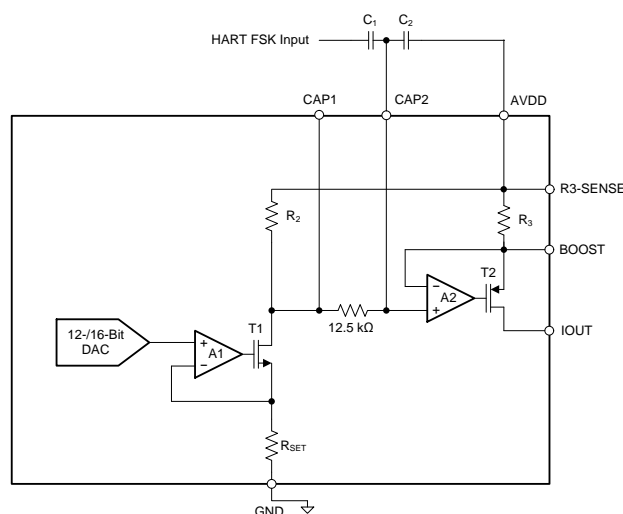 C1 C2
HART FSK Input
CAP1 CAP2 AVDD
R3-SENSE
R2 R3
BOOST
T2
A2
− +
12-/16-Bit
DAC
T1
12.5 kΩ
IOUT
A1
+ −
RSET
GND